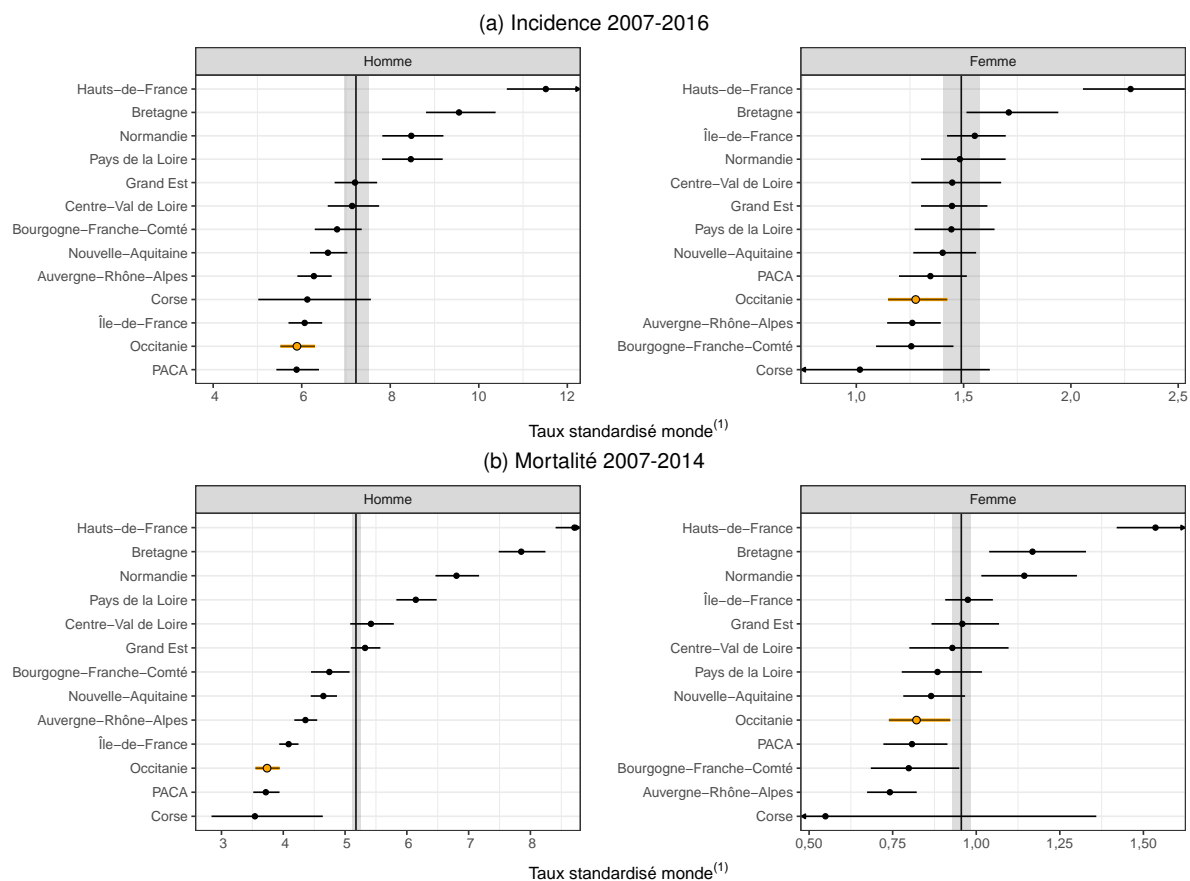 (a) Incidence 2007-2016
Homme
Hauts−de−France
Bretagne
Normandie
Pays de la Loire
Grand Est
Centre−Val de Loire
Bourgogne−Franche−Comté
Nouvelle−Aquitaine
Auvergne−Rhône−Alpes
Corse
Île−de−France
Occitanie
PACA
4 6 8 10 12
Femme
Hauts−de−France
Bretagne
Île−de−France
Normandie
Centre−Val de Loire
Grand Est
Pays de la Loire
Nouvelle−Aquitaine
PACA
Occitanie
Auvergne−Rhône−Alpes
Bourgogne−Franche−Comté
Corse
1,0 1,5 2,0 2,5
Taux standardisé monde(1)
(b) Mortalité 2007-2014
Homme
Hauts−de−France
Bretagne
Normandie
Pays de la Loire
Centre−Val de Loire
Grand Est
Bourgogne−Franche−Comté
Nouvelle−Aquitaine
Auvergne−Rhône−Alpes
Île−de−France
Occitanie
PACA
Corse
3 4 5 6 7 8
Femme
Hauts−de−France
Bretagne
Normandie
Île−de−France
Grand Est
Centre−Val de Loire
Pays de la Loire
Nouvelle−Aquitaine
Occitanie
PACA
Bourgogne−Franche−Comté
Auvergne−Rhône−Alpes
Corse
0,50 0,75 1,00 1,25 1,50
Taux standardisé monde(1)